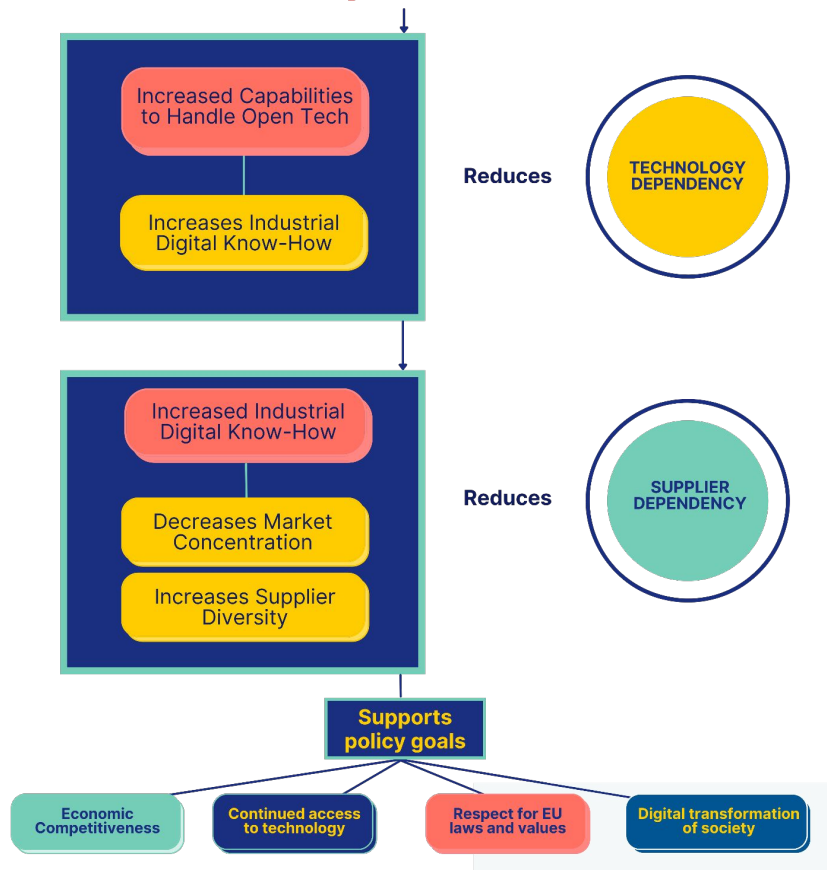 Increased Capabilities
to Handle Open Tech
Increases Industrial
Digital Know-How
Reduces
TECHNOLOGY
DEPENDENCY
Increased Industrial
Digital Know-How
Decreases Market
Concentration
Increases Supplier
Diversity
Reduces
SUPPLIER
DEPENDENCY
Supports
policy goals
Economic
Competitiveness
Continued access
to technology
Respect for EU
laws and values
Digital transformation
of society